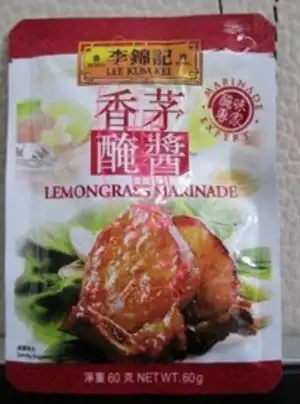 李錦記
LEE KUM KEE
MARINADE
EXPERT
香茅
醃醬
LEMONGRASS MARINADE
淨重 60 克 NET WT. 60g